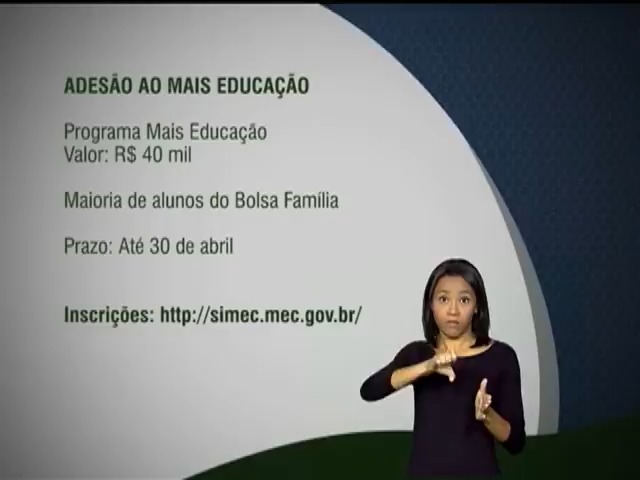 ADESÃO AO MAIS EDUCAÇÃO
Programa Mais Educação
Valor: R$ 40 mil
Maioria de alunos do Bolsa Família
Prazo: Até 30 de abril
Inscrições: http://simec.mec.gov.br/